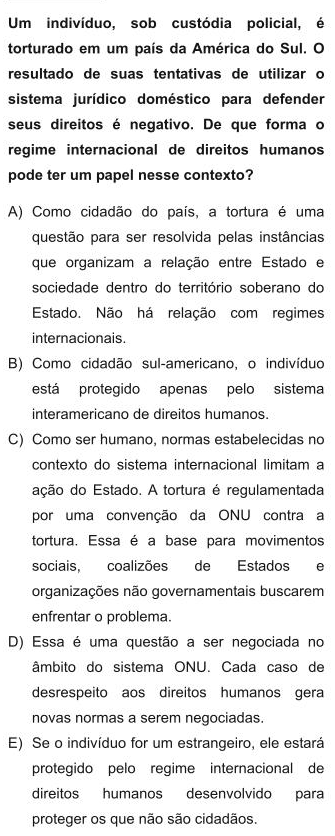 Um indivíduo, sob custódia policial, é
torturado em um país da América do Sul. O
resultado de suas tentativas de utilizar o
sistema jurídico doméstico para defender
seus direitos é negativo. De que forma o
regime internacional de direitos humanos
pode ter um papel nesse contexto?
A) Como cidadão do país, a tortura é uma
questão para ser resolvida pelas instâncias
que organizam a relação entre Estado e
sociedade dentro do território soberano do
Estado. Não há relação com regimes
internacionais.
B) Como cidadão sul-americano, o indivíduo
está protegido apenas pelo sistema
interamericano de direitos humanos.
C) Como ser humano, normas estabelecidas no
contexto do sistema internacional limitam a
ação do Estado. A tortura é regulamentada
por uma convenção da ONU contra a
tortura. Essa é a base para movimentos
sociais, coalizões de Estados e
organizações não governamentais buscarem
enfrentar o problema.
D) Essa é uma questão a ser negociada no
âmbito do sistema ONU. Cada caso de
desrespeito aos direitos humanos gera
novas normas a serem negociadas.
E) Se o indivíduo for um estrangeiro, ele estará
protegido pelo regime internacional de
direitos humanos desenvolvido para
proteger os que não são cidadãos.